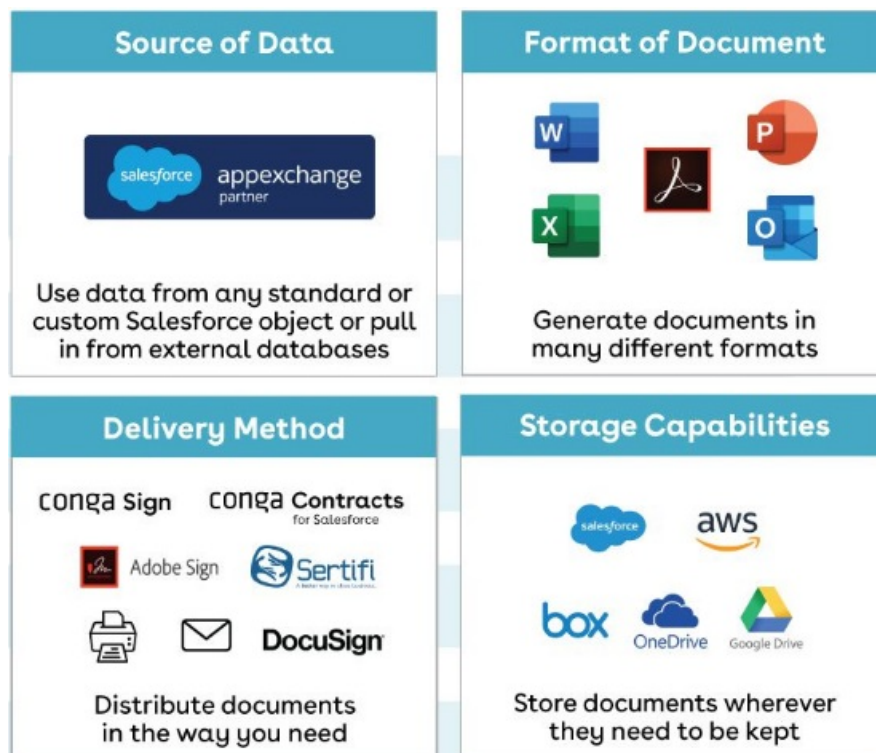 Source of Data
salesforce
appexchange
partner
Use data from any standard or
custom Salesforce object or pull
in from external databases
Format of Document
W
P
X
O
Generate documents in
many different formats
Delivery Method
conga Sign
conga Contracts
for Salesforce
Adobe Sign
Sertifi
DocuSign
Distribute documents
in the way you need
Storage Capabilities
salesforce
aws
box
OneDrive
Google Drive
Store documents wherever
they need to be kept